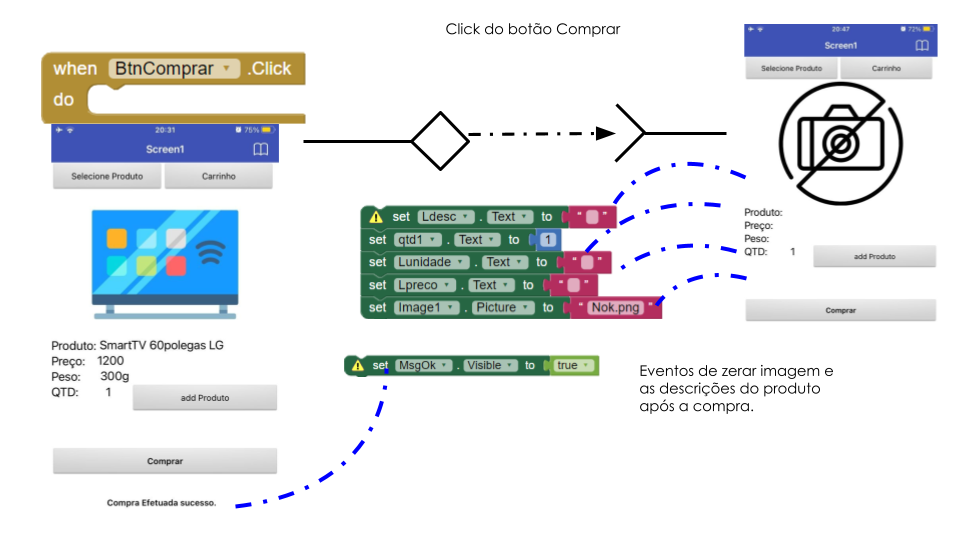 Click do botão Comprar
when BtnComprar .Click
do
20:31
75%
Screen1
Selecione Produto
Carrinho
Produto: SmartTV 60polegas LG
Preço: 1200
Peso: 300g
QTD: 1
add Produto
Comprar
Compra Efetuada sucesso.
set Ldesc . Text to " "
set qtd1 . Text to 1
set Lunidade . Text to " "
set Lpreco . Text to " "
set Image1 . Picture to " Nok.png "
set MsgOk . Visible to true
20:47
72%
Screen1
Selecione Produto
Carrinho
Produto:
Preço:
Peso:
QTD: 1
add Produto
Comprar
Eventos de zerar imagem e
as descrições do produto
após a compra.